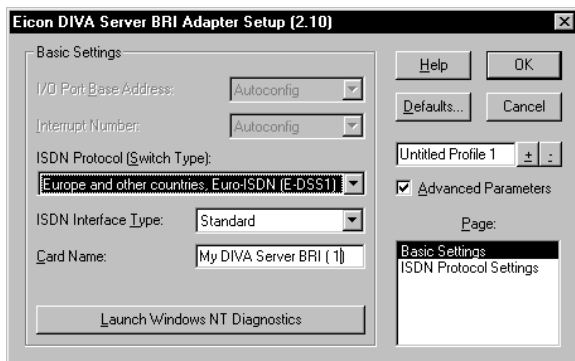 Eicon DIVA Server BRI Adapter Setup (2.10)
Basic Settings
I/O Port Base Address:
Autoconfig
Interrupt Number:
Autoconfig
ISDN Protocol (Switch Type):
Europe and other countries, Euro-ISDN (E-DSS1)
ISDN Interface Type:
Standard
Card Name:
My DIVA Server BRI ( 1)
Launch Windows NT Diagnostics
Help
OK
Defaults...
Cancel
Untitled Profile 1
+
-
Advanced Parameters
Page:
Basic Settings
ISDN Protocol Settings